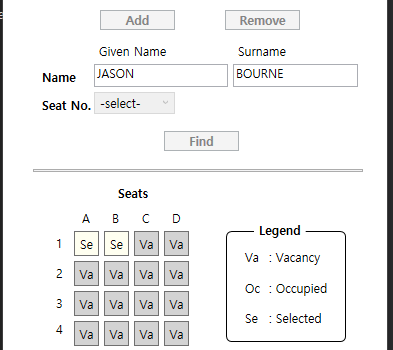 Add Remove
Given Name Surname
Name JASON BOURNE
Seat No. -select-
Find
Seats
A B C D
1 Se Se Va Va
2 Va Va Va Va
3 Va Va Va Va
4 Va Va Va Va
Legend
Va : Vacancy
Oc : Occupied
Se : Selected